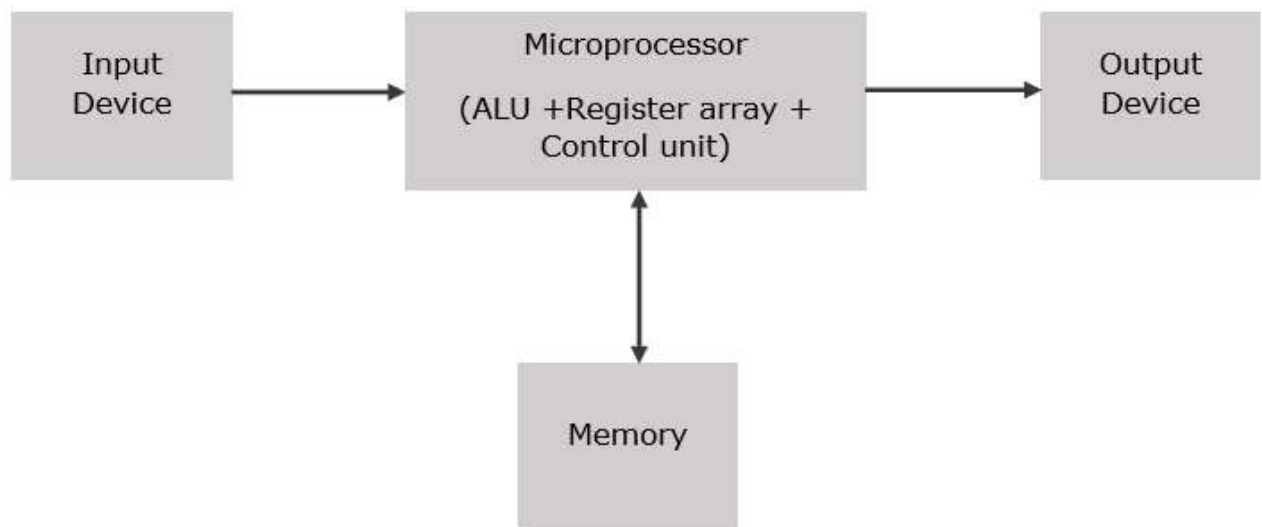 Input
Device
Microprocessor
(ALU +Register array +
Control unit)
Output
Device
Memory